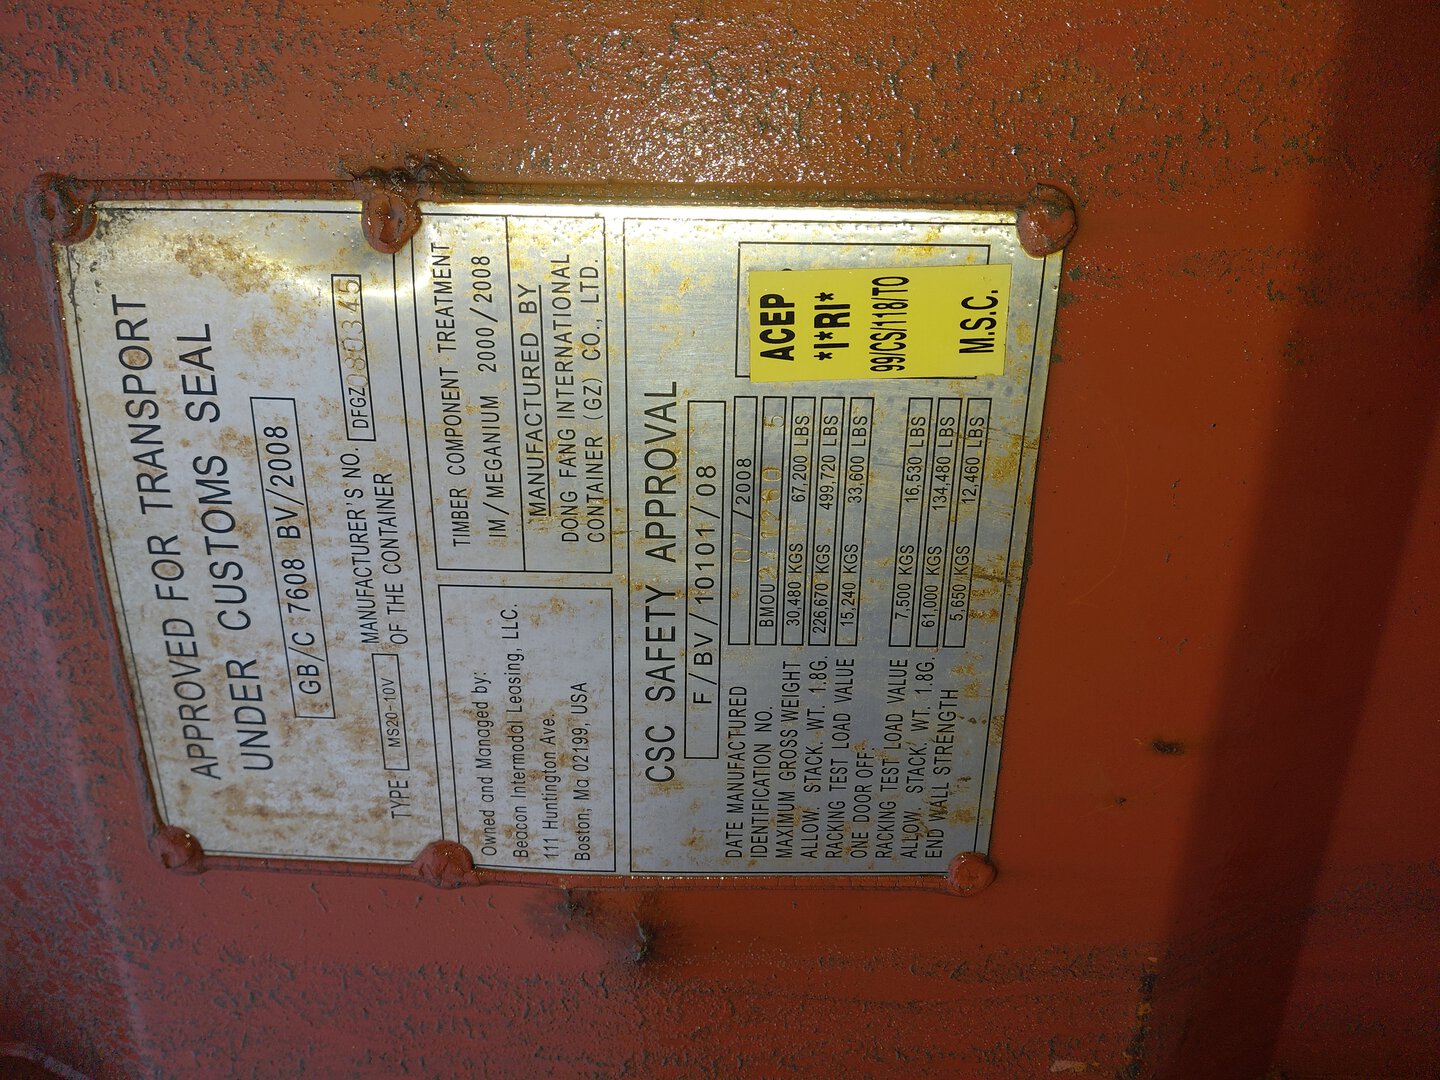 APPROVED FOR TRANSPORT
UNDER CUSTOMS SEAL
GB/C 7608 BV/2008
TYPE MS20-10V MANUFACTURER'S NO.
OF THE CONTAINER DFGZ080345
TIMBER COMPONENT TREATMENT
IM/MEGANIUM 2000/2008
MANUFACTURED BY
DONG FANG INTERNATIONAL
CONTAINER (GZ) CO., LTD.
Owned and Managed by:
Beacon Intermodal Leasing, LLC.
111 Huntington Ave.
Boston, Ma 02199, USA
CSC SAFETY APPROVAL
F/BV/10101/08
DATE MANUFACTURED 07/2008
IDENTIFICATION NO. BMOU
MAXIMUM GROSS WEIGHT 30,480 KGS 67,200 LBS
ALLOW. STACK. WT. 1.8G. 226,670 KGS 499,720 LBS
RACKING TEST LOAD VALUE 15,240 KGS 33,600 LBS
ONE DOOR OFF.
RACKING TEST LOAD VALUE 7,500 KGS 16,530 LBS
ALLOW. STACK. WT. 1.8G. 61,000 KGS 134,480 LBS
END WALL STRENGTH 5,650 KGS 12,460 LBS
ACEP
*I*RI*
99/CS/118/TO
M.S.C.